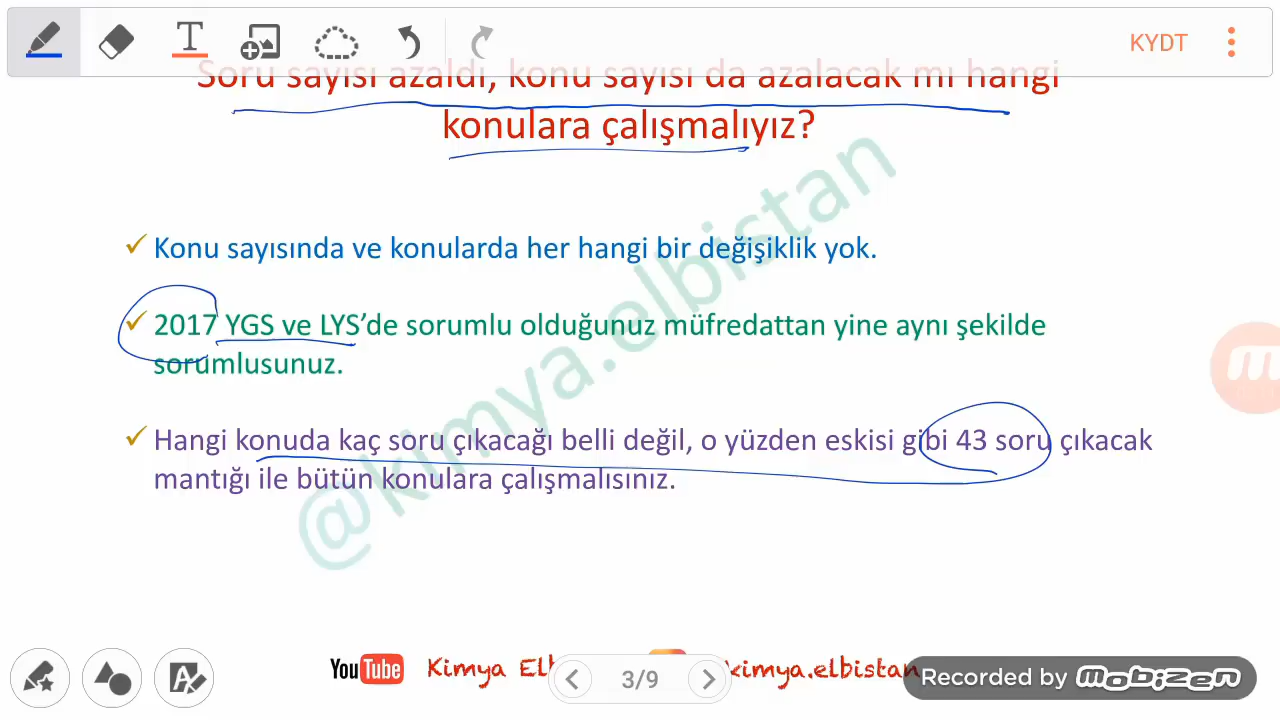 T
KYDT
Soru sayısı azaldı, konu sayısı da azalacak mı hangi
konulara çalışmalıyız?
Konu sayısında ve konularda her hangi bir değişiklik yok.
2017 YGS ve LYS’de sorumlu olduğunuz müfredattan yine aynı şekilde
sorumlusunuz.
Hangi konuda kaç soru çıkacağı belli değil, o yüzden eskisi gibi 43 soru çıkacak
mantığı ile bütün konulara çalışmalısınız.
@kimya.elbistan
YouTube Kimya 3/9 kimya.elbistan
Recorded by mobizen